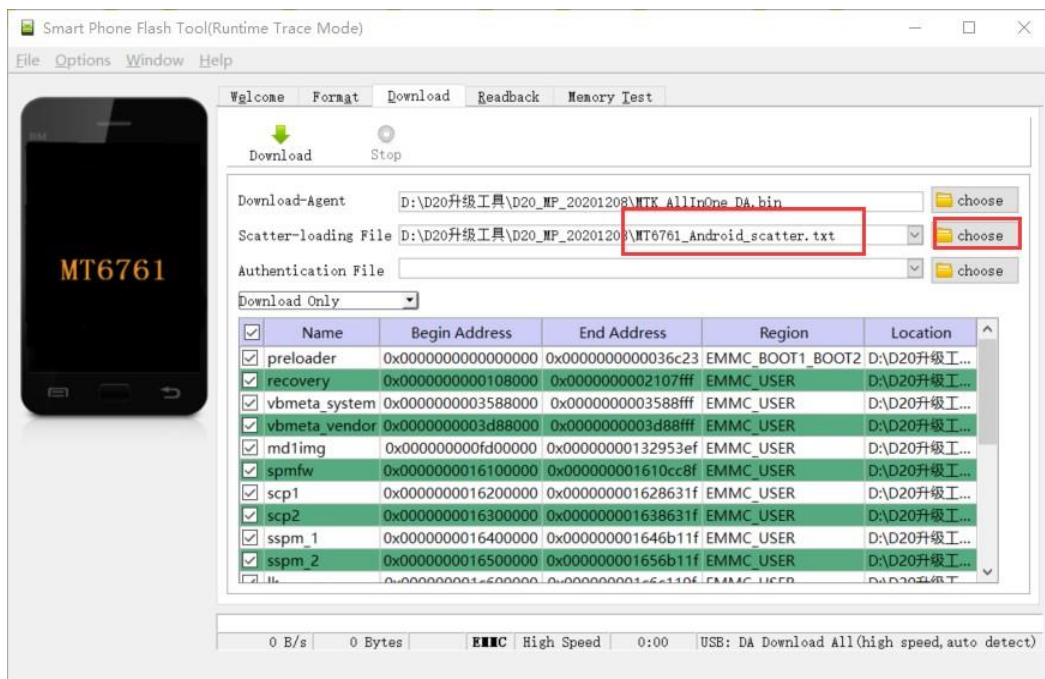 Smart Phone Flash Tool(Runtime Trace Mode)
File Options Window Help
Welcome Format Download Readback Memory Test
BM
Download Stop
Download-Agent D:\D20升级工具\D20_MP_20201208\MTK_AllInOne_DA.bin choose
Scatter-loading File D:\D20升级工具\D20_MP_20201208\MT6761_Android_scatter.txt choose
MT6761
Authentication File choose
Download Only
Name Begin Address End Address Region Location
preloader 0x0000000000000000 0x0000000000036c23 EMMC_BOOT1_BOOT2 D:\D20升级工...
recovery 0x0000000000108000 0x0000000002107fff EMMC_USER D:\D20升级工...
vbmeta_system 0x0000000003588000 0x0000000003588fff EMMC_USER D:\D20升级工...
vbmeta_vendor 0x0000000003d88000 0x0000000003d88fff EMMC_USER D:\D20升级工...
md1img 0x000000000fd00000 0x00000000132953ef EMMC_USER D:\D20升级工...
spmfw 0x0000000016100000 0x000000001610cc8f EMMC_USER D:\D20升级工...
scp1 0x0000000016200000 0x000000001628631f EMMC_USER D:\D20升级工...
scp2 0x0000000016300000 0x000000001638631f EMMC_USER D:\D20升级工...
sspm_1 0x0000000016400000 0x000000001646b11f EMMC_USER D:\D20升级工...
sspm_2 0x0000000016500000 0x000000001656b11f EMMC_USER D:\D20升级工...
0 B/s 0 Bytes EMMC High Speed 0:00 USB: DA Download All(high speed,auto detect)